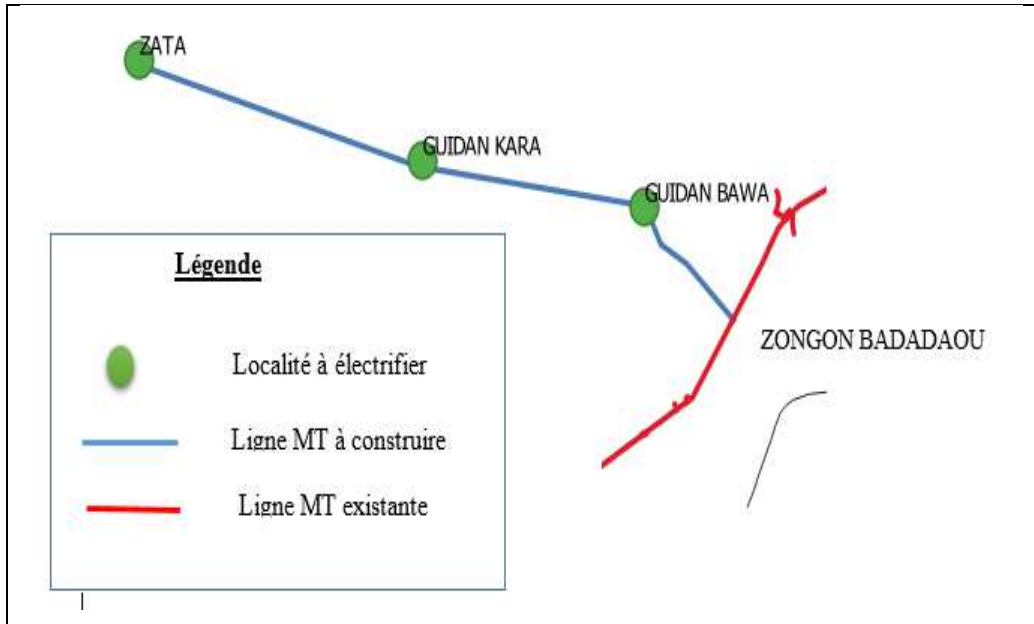 ZATA
GUIDAN KARA
GUIDAN BAWA
ZONGON BADADAOU
Légende
Localité à électrifier
Ligne MT à construire
Ligne MT existante